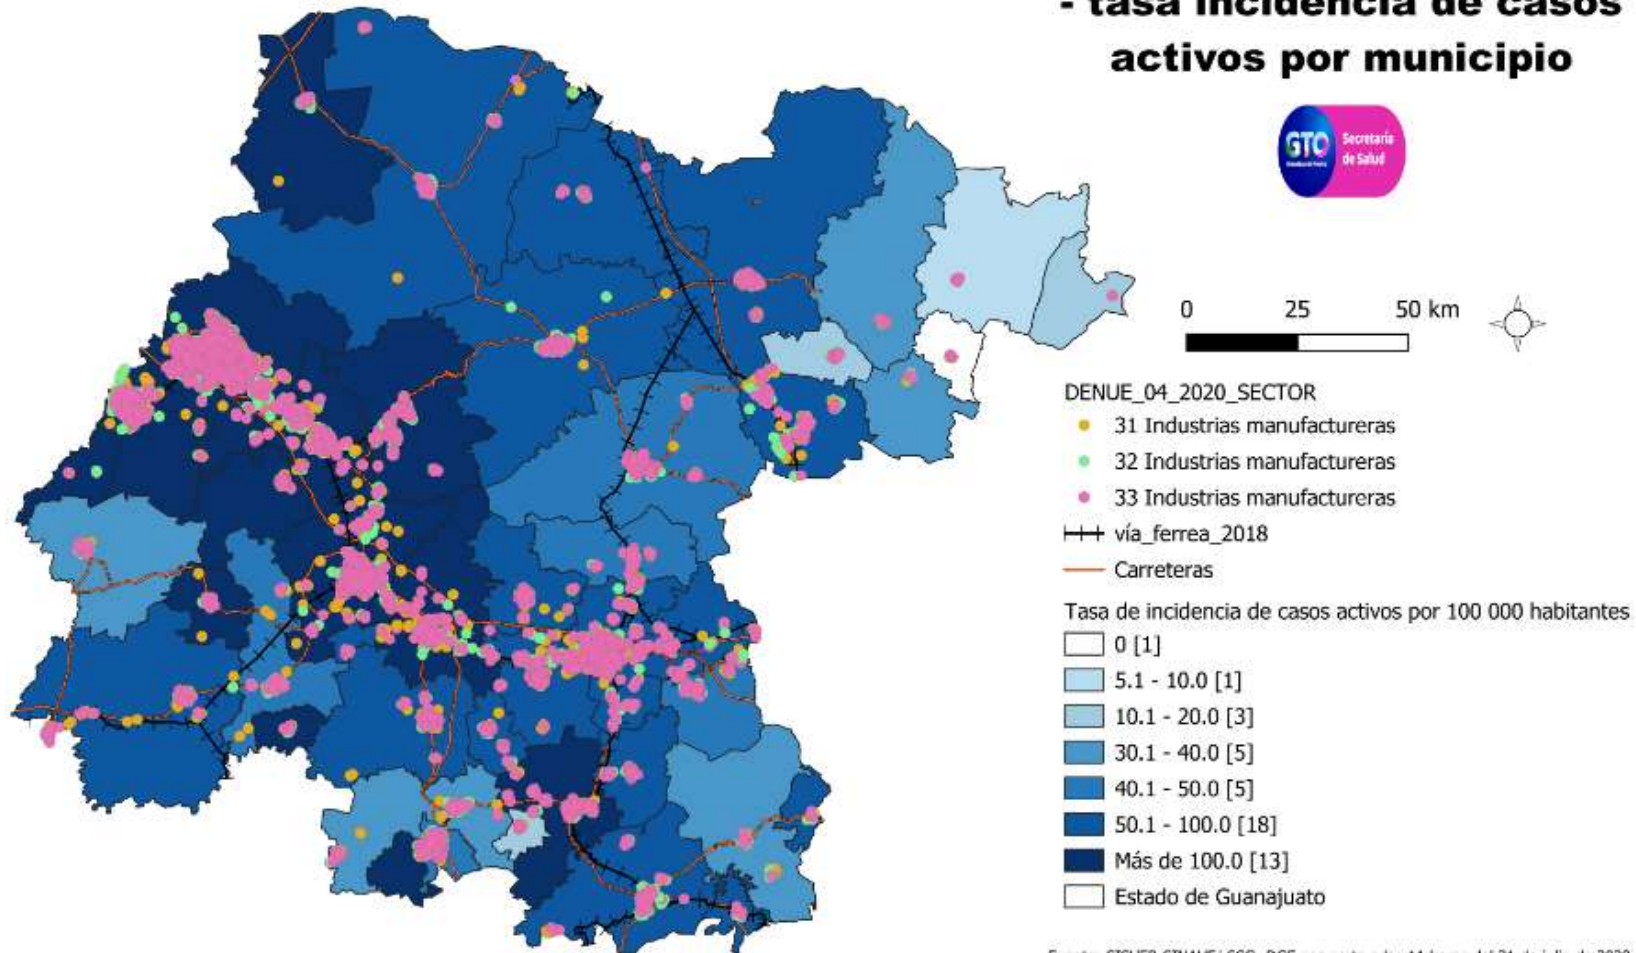 - tasa incidencia de casos
activos por municipio
GTO
Secretaría
de Salud
0 25 50 km
DENUE_04_2020_SECTOR
31 Industrias manufactureras
32 Industrias manufactureras
33 Industrias manufactureras
vía_ferrea_2018
Carreteras
Tasa de incidencia de casos activos por 100 000 habitantes
0 [1]
5.1 - 10.0 [1]
10.1 - 20.0 [3]
30.1 - 40.0 [5]
40.1 - 50.0 [5]
50.1 - 100.0 [18]
Más de 100.0 [13]
Estado de Guanajuato